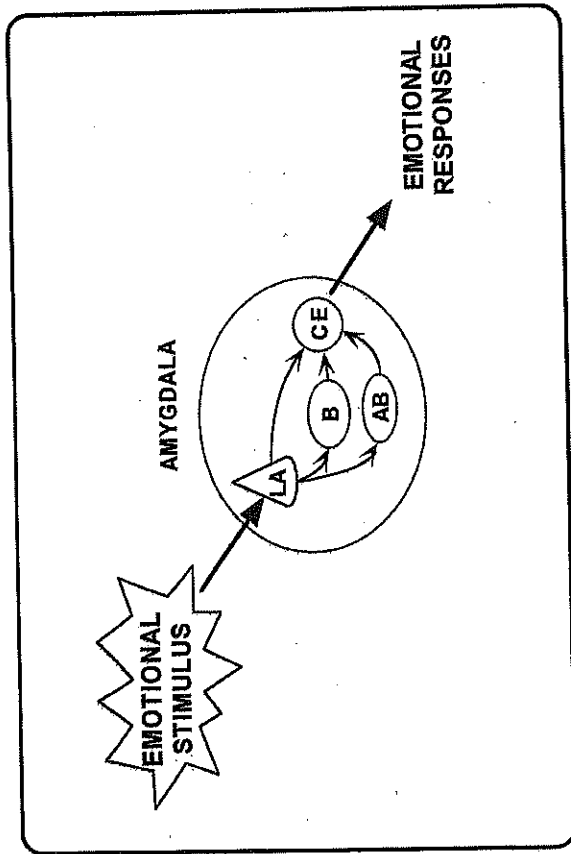 EMOTIONAL
STIMULUS
AMYGDALA
LA
B
AB
CE
EMOTIONAL
RESPONSES